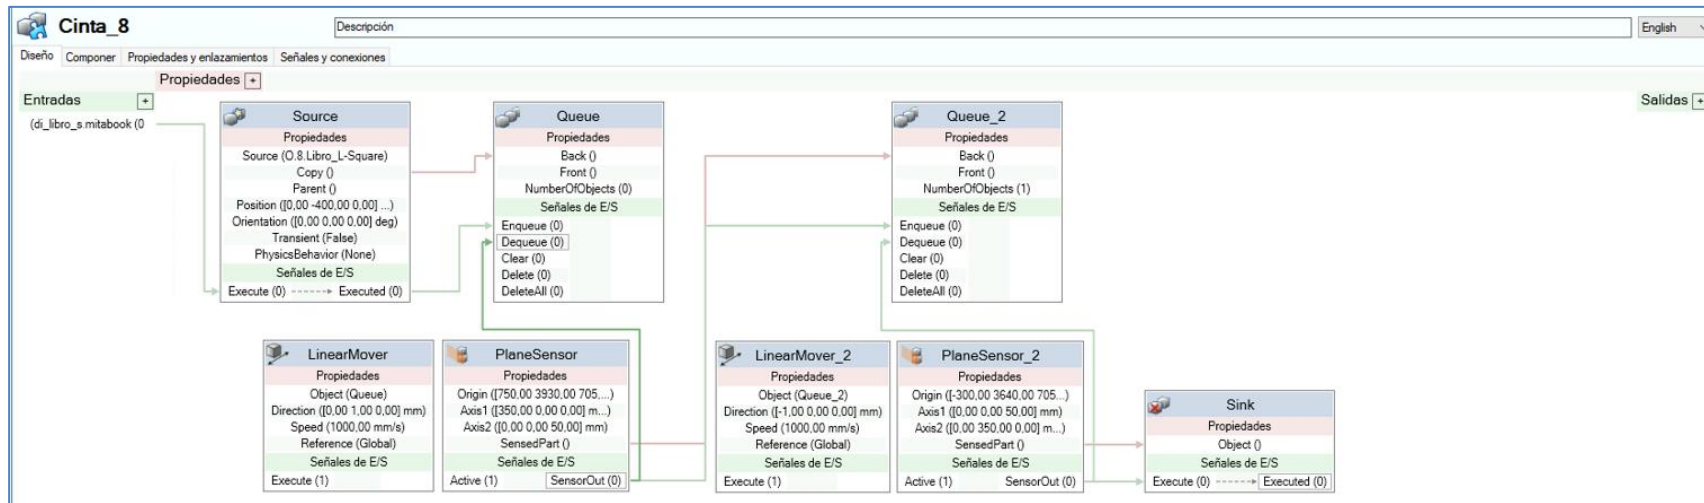 Cinta_8
Descripción
English
Diseño Componer Propiedades y enlazamientos Señales y conexiones
Propiedades +
Entradas +
Salidas +
(di_libro_s.mitabook (0
Source
Propiedades
Source (O.8.Libro_L-Square)
Copy ()
Parent ()
Position ([0,00 -400,00 0,00] ...)
Orientation ([0,00 0,00 0,00] deg)
Transient (False)
PhysicsBehavior (None)
Señales de E/S
Execute (0) Executed (0)
Queue
Propiedades
Back ()
Front ()
NumberOfObjects (0)
Señales de E/S
Enqueue (0)
Dequeue (0)
Clear (0)
Delete (0)
DeleteAll (0)
Queue_2
Propiedades
Back ()
Front ()
NumberOfObjects (1)
Señales de E/S
Enqueue (0)
Dequeue (0)
Clear (0)
Delete (0)
DeleteAll (0)
LinearMover
Propiedades
Object (Queue)
Direction ([0,00 1,00 0,00] mm)
Speed (1000,00 mm/s)
Reference (Global)
Señales de E/S
Execute (1)
PlaneSensor
Propiedades
Origin ([750,00 3930,00 705,...)
Axis1 ([350,00 0,00 0,00] m...)
Axis2 ([0,00 0,00 50,00] mm)
SensedPart ()
Señales de E/S
Active (1) SensorOut (0)
LinearMover_2
Propiedades
Object (Queue_2)
Direction ([-1,00 0,00 0,00] mm)
Speed (1000,00 mm/s)
Reference (Global)
Señales de E/S
Execute (1)
PlaneSensor_2
Propiedades
Origin ([-300,00 3640,00 705...)
Axis1 ([0,00 0,00 50,00] mm)
Axis2 ([0,00 350,00 0,00] m...)
SensedPart ()
Señales de E/S
Active (1) SensorOut (0)
Sink
Propiedades
Object ()
Señales de E/S
Execute (0) Executed (0)